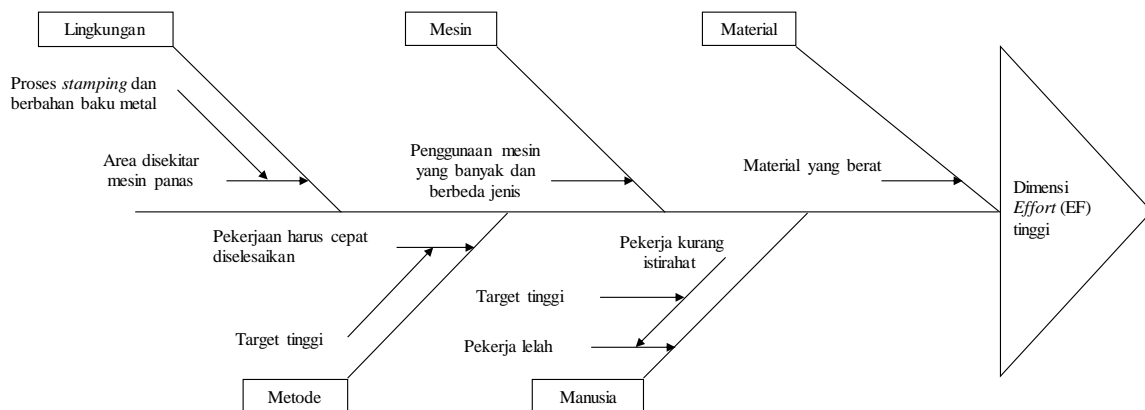 Lingkungan
Mesin
Material
Proses stamping dan
berbahan baku metal
Area disekitar
mesin panas
Penggunaan mesin
yang banyak dan
berbeda jenis
Material yang berat
Dimensi
Effort (EF)
tinggi
Pekerjaan harus cepat
diselesaikan
Target tinggi
Pekerja kurang
istirahat
Target tinggi
Pekerja lelah
Metode
Manusia